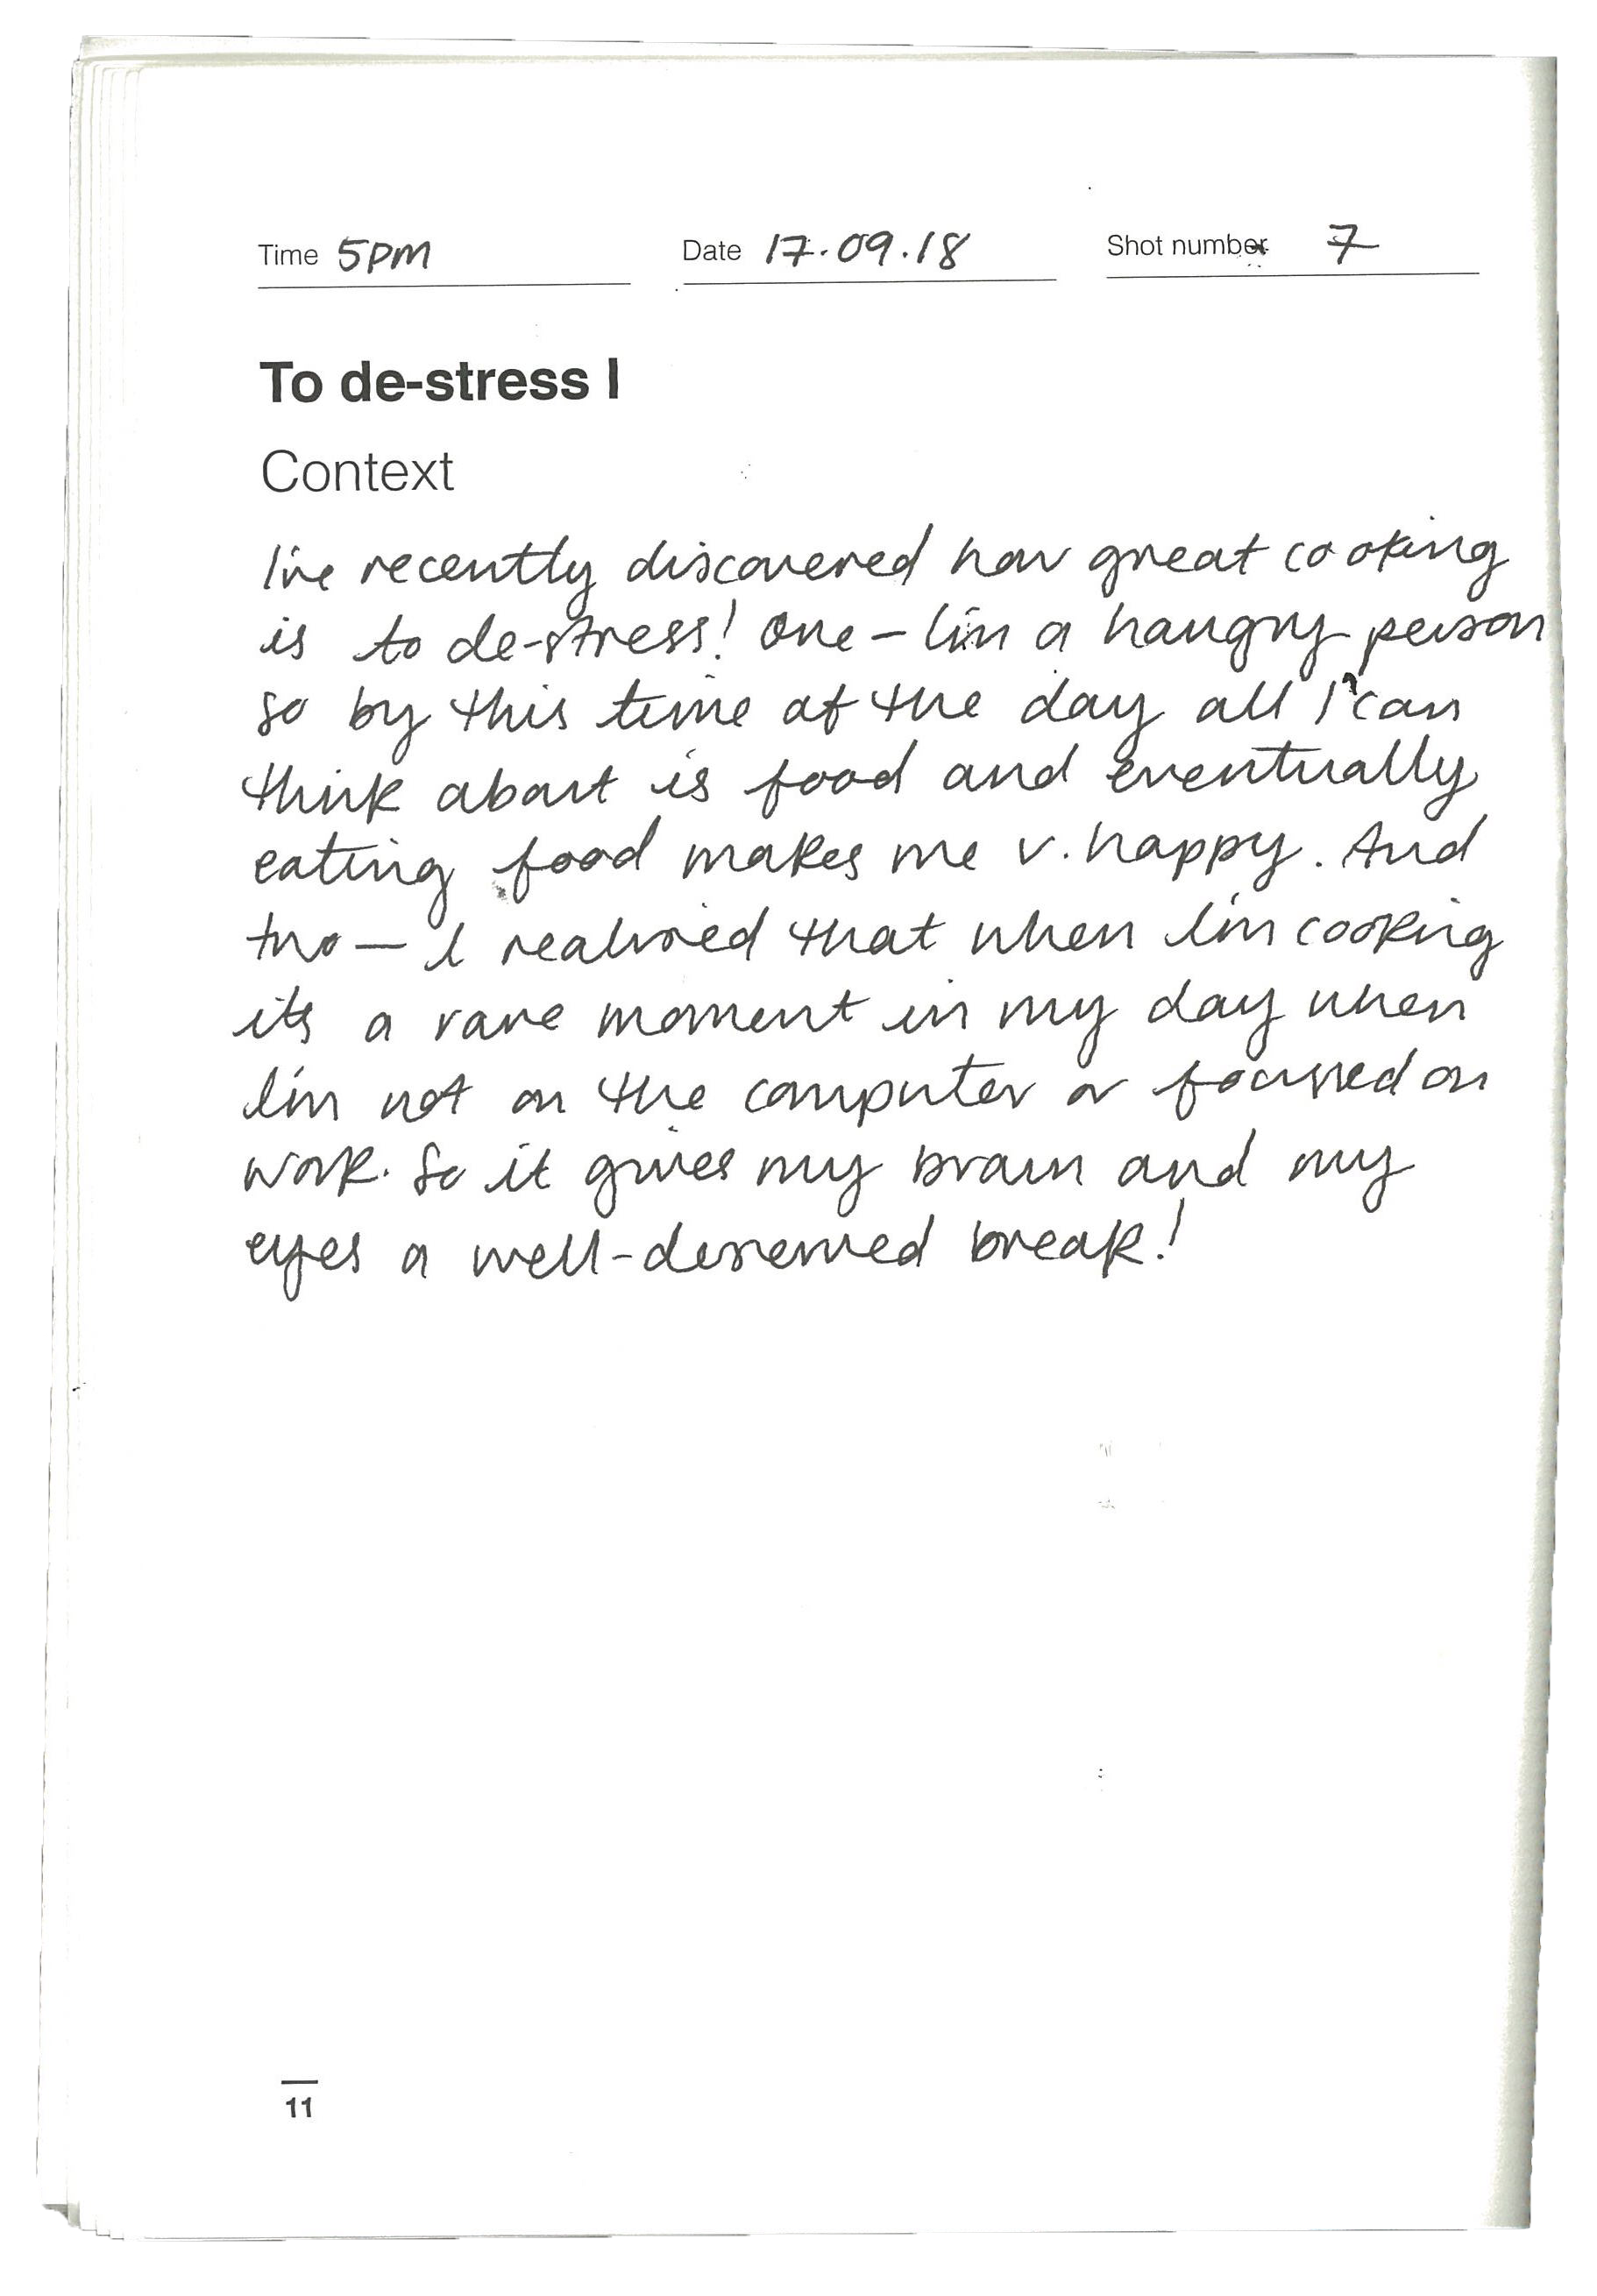 Time 5PM Date 17.09.18 Shot number 7
To de-stress I
Context
I've recently discovered how great cooking
is to de-stress! One – I'm a haungry person
so by this time of the day all I can
think about is food and eventually
eating food makes me v. happy. And
two – I realised that when I'm cooking
its a rare moment in my day when
I'm not on the computer or focussed on
work. So it gives my brain and my
eyes a well-deserved break!
11